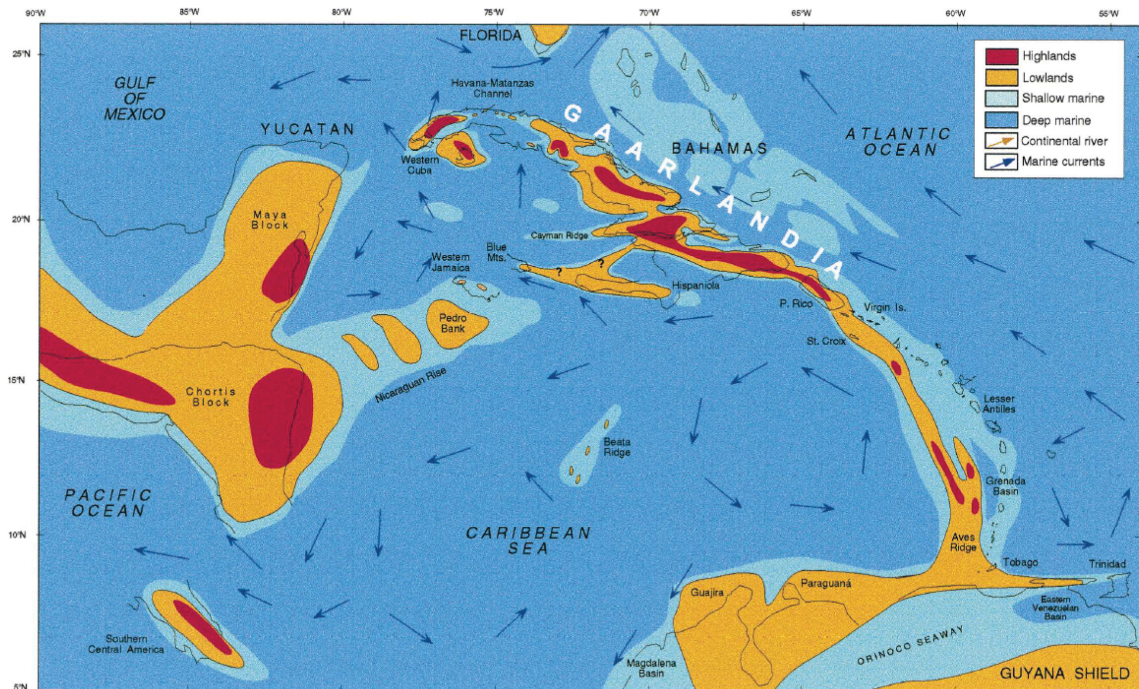 90°W
85°W
80°W
75°W
70°W
65°W
60°W
55°W
25°N
20°N
15°N
10°N
5°N
FLORIDA
GULF
OF
MEXICO
Havana-Matanzas
Channel
YUCATAN
Western
Cuba
GAARLANDIA
BAHAMAS
ATLANTIC
OCEAN
Highlands
Lowlands
Shallow marine
Deep marine
Continental river
Marine currents
Maya
Block
Cayman Ridge
Blue
Mts.
Western
Jamaica
? ?
Hispaniola
P. Rico
Virgin Is.
St. Croix
Pedro
Bank
Nicaraguan Rise
Chortis
Block
Lesser
Antilles
Beata
Ridge
Grenada
Basin
PACIFIC
OCEAN
CARIBBEAN
SEA
Aves
Ridge
Tobago
Trinidad
Guajira
Paraguaná
Eastern
Venezuelan
Basin
Southern
Central America
Magdalena
Basin
ORINOCO SEAWAY
GUYANA SHIELD